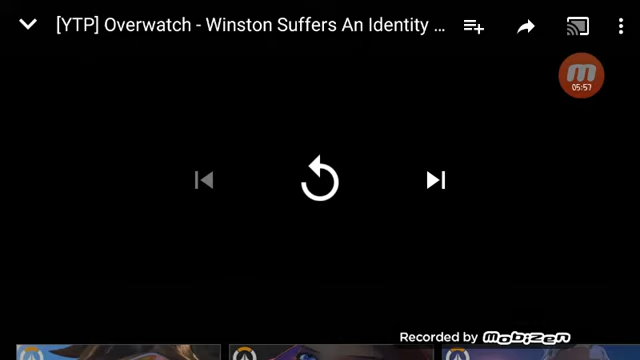 [YTP] Overwatch - Winston Suffers An Identity ...
05:57
Recorded by mobizen